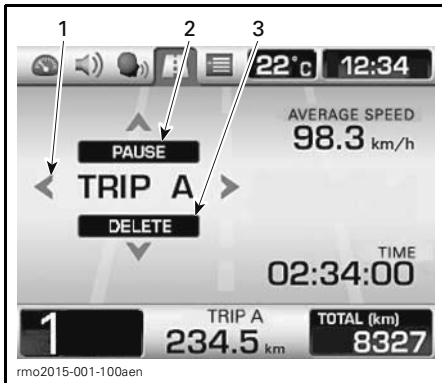 1 2 3
22°c 12:34
AVERAGE SPEED
98.3 km/h
PAUSE
TRIP A
DELETE
TIME
02:34:00
1
TRIP A
234.5 km
TOTAL (km)
8327
rmo2015-001-100aen